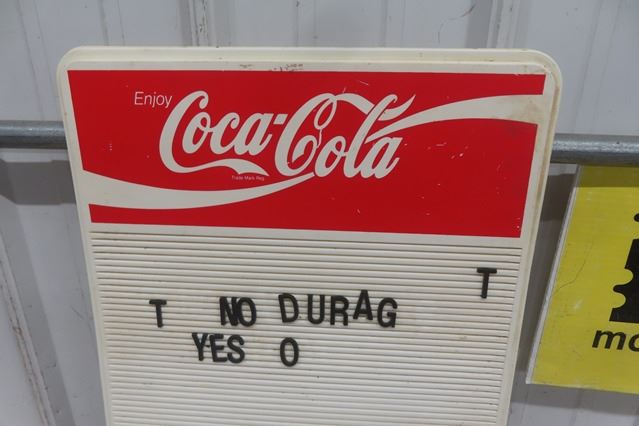 Enjoy
Coca-Cola
Trade Mark Reg
T
T NO DURAG
YES O